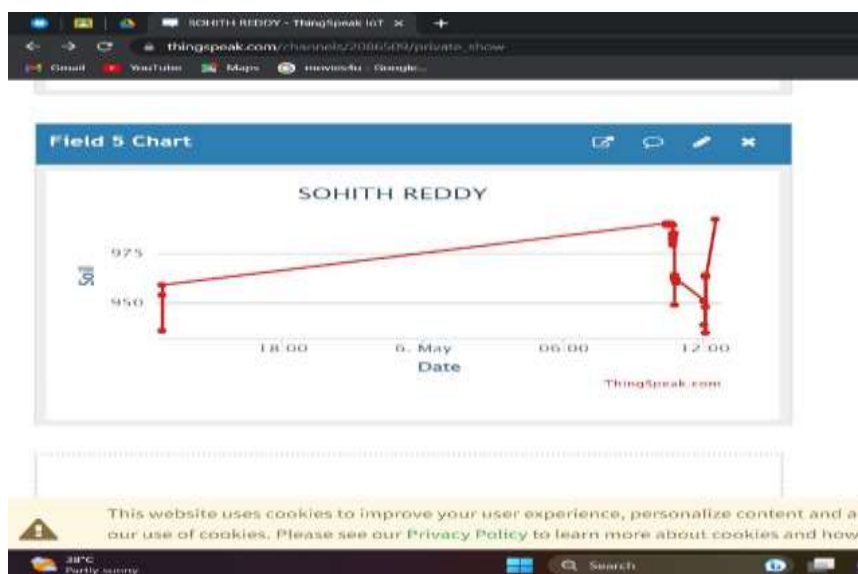 SOHITH REDDY - ThingSpeak IoT
thingspeak.com/channels/2086509/private_show
Gmail YouTube Maps movies4u - Google...
Field 5 Chart
SOHITH REDDY
975
Soil
950
18:00 6. May 06:00 12:00
Date
ThingSpeak.com
This website uses cookies to improve your user experience, personalize content and a
our use of cookies. Please see our Privacy Policy to learn more about cookies and how
38°C
Partly sunny
Search